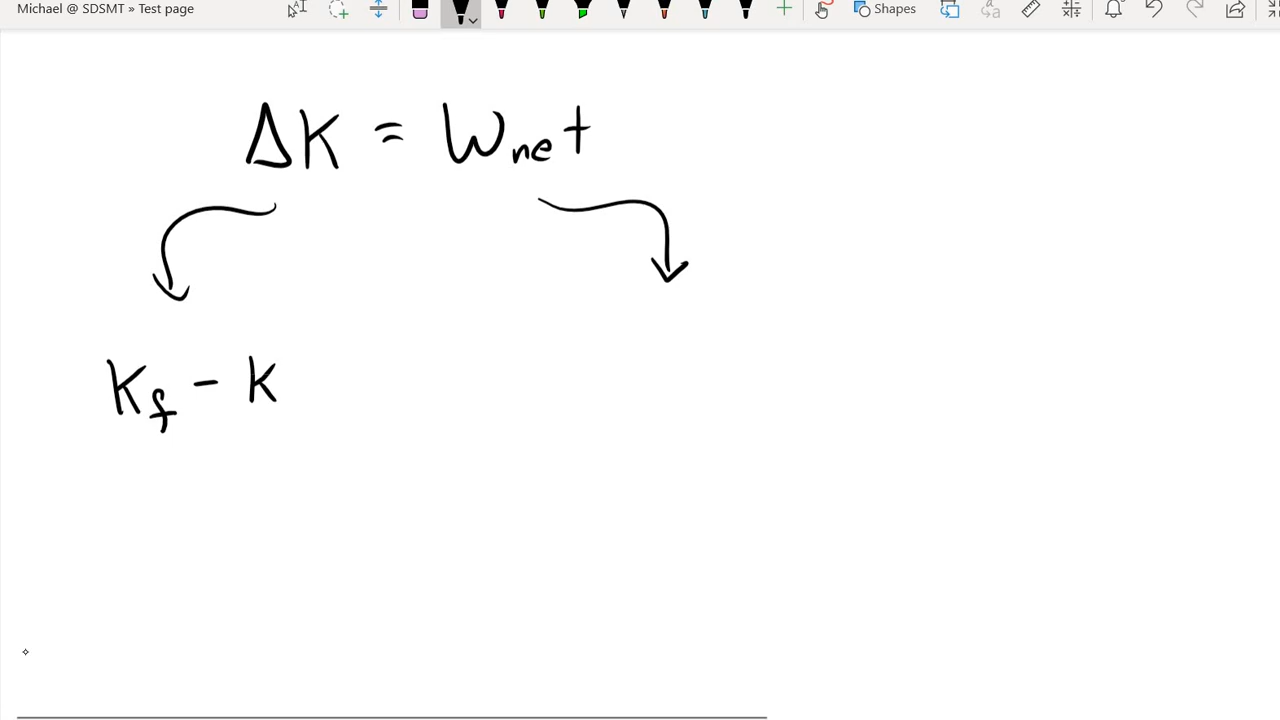 Michael @ SDSMT » Test page
Shapes
ΔK = Wnet
Kf - K